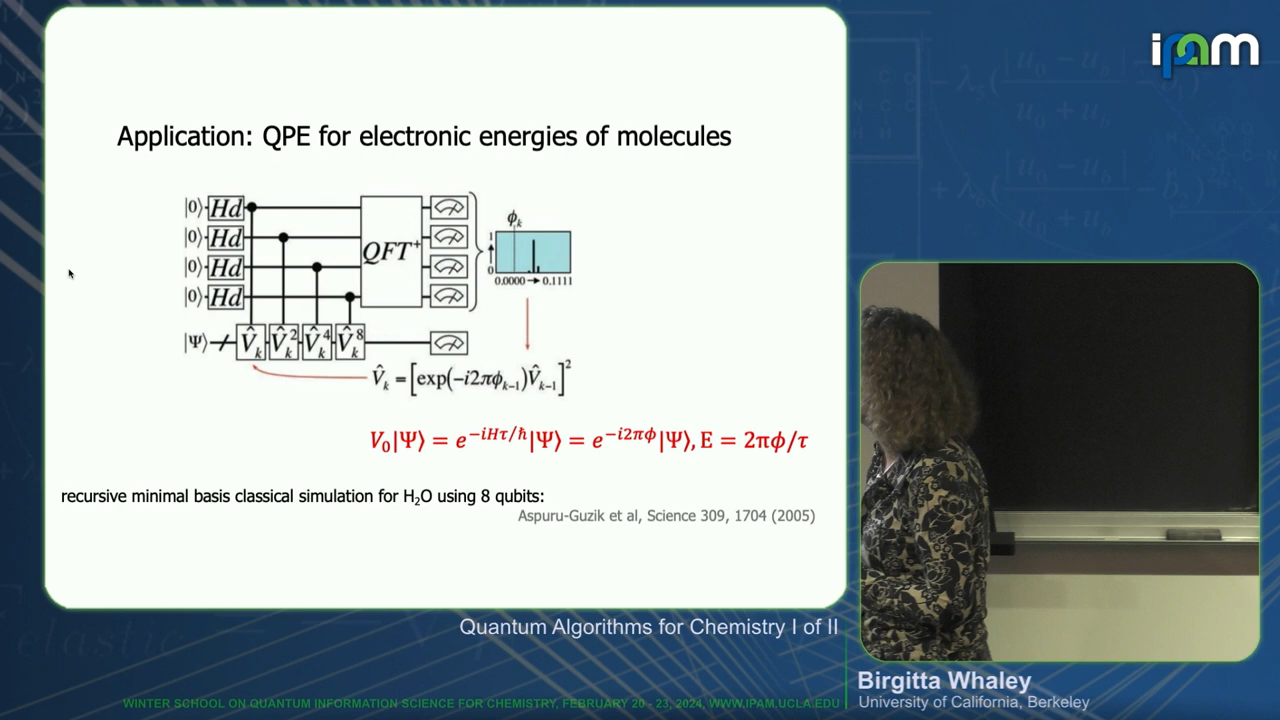 ipam
Application: QPE for electronic energies of molecules
|0⟩ Hd
|0⟩ Hd
|0⟩ Hd
|0⟩ Hd
QFT⁺
ϕₖ
1
0
0.0000 → 0.1111
|Ψ⟩ V̂ₖ V̂ₖ² V̂ₖ⁴ V̂ₖ⁸
V̂ₖ = [exp(−i2πϕₖ₋₁)V̂ₖ₋₁]²
V₀|Ψ⟩ = e^{−iHτ/ℏ}|Ψ⟩ = e^{−i2πϕ}|Ψ⟩, E = 2πϕ/τ
recursive minimal basis classical simulation for H₂O using 8 qubits:
Aspuru-Guzik et al, Science 309, 1704 (2005)
Quantum Algorithms for Chemistry I of II
Birgitta Whaley
University of California, Berkeley
WINTER SCHOOL ON QUANTUM INFORMATION SCIENCE FOR CHEMISTRY, FEBRUARY 20 - 23, 2024, WWW.IPAM.UCLA.EDU